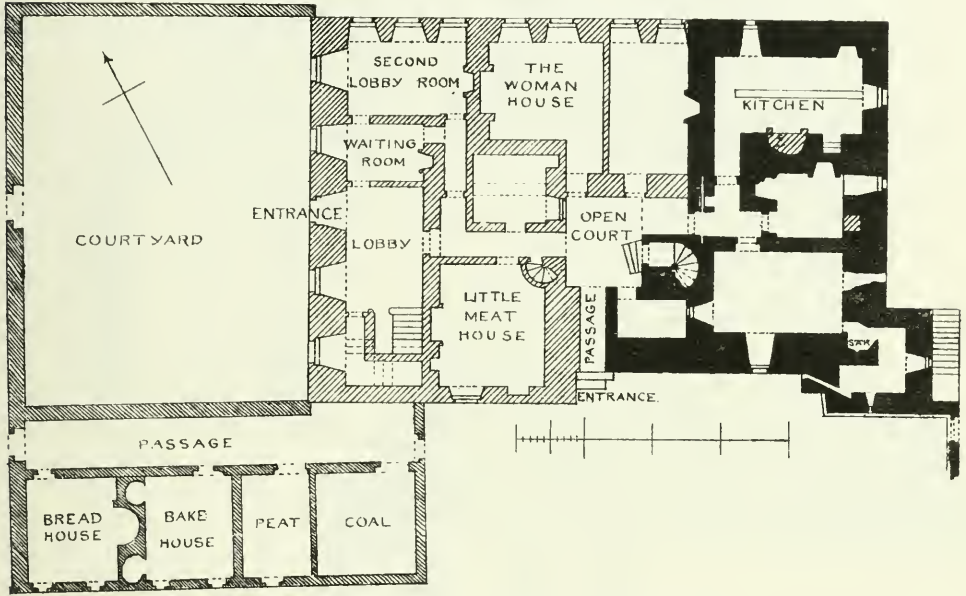 SECOND
LOBBY ROOM
THE
WOMAN
HOUSE
KITCHEN
WAITING
ROOM
ENTRANCE
COURTYARD
LOBBY
OPEN
COURT
LITTLE
MEAT
HOUSE
PASSAGE
ENTRANCE.
PASSAGE
BREAD
HOUSE
BAKE
HOUSE
PEAT
COAL